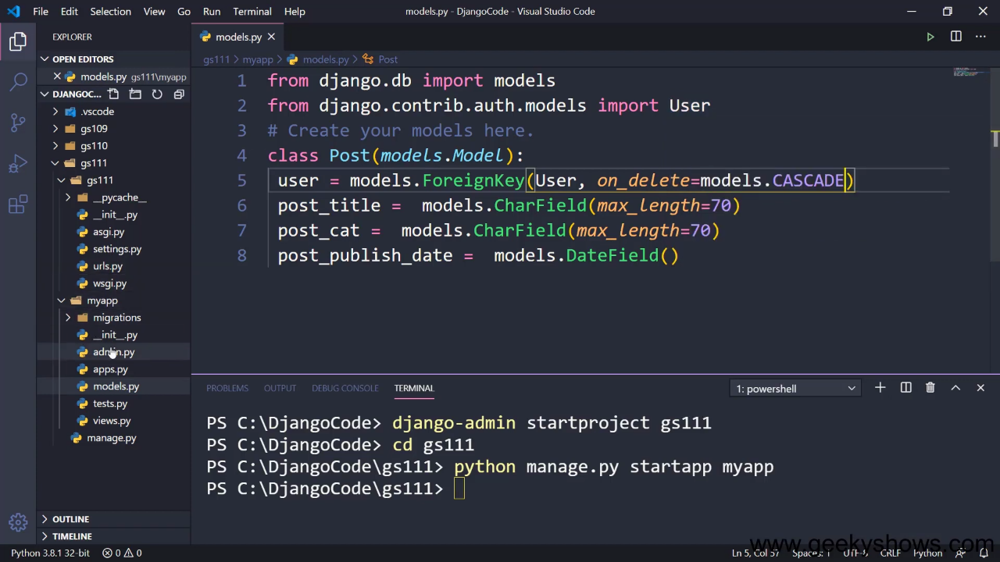 File Edit Selection View Go Run Terminal Help models.py - DjangoCode - Visual Studio Code
EXPLORER
OPEN EDITORS
models.py gs111\myapp
DJANGOC...
.vscode
gs109
gs110
gs111
gs111
__pycache__
__init__.py
asgi.py
settings.py
urls.py
wsgi.py
myapp
migrations
__init__.py
admin.py
apps.py
models.py
tests.py
views.py
manage.py
OUTLINE
TIMELINE
models.py
gs111 > myapp > models.py > Post
1 from django.db import models
2 from django.contrib.auth.models import User
3 # Create your models here.
4 class Post(models.Model):
5 user = models.ForeignKey(User, on_delete=models.CASCADE)
6 post_title = models.CharField(max_length=70)
7 post_cat = models.CharField(max_length=70)
8 post_publish_date = models.DateField()
PROBLEMS OUTPUT DEBUG CONSOLE TERMINAL 1: powershell
PS C:\DjangoCode> django-admin startproject gs111
PS C:\DjangoCode> cd gs111
PS C:\DjangoCode\gs111> python manage.py startapp myapp
PS C:\DjangoCode\gs111>
www.geekyshows.com
Python 3.8.1 32-bit 0 0 Ln 5, Col 57 Spaces: 1 UTF-8 CRLF Python